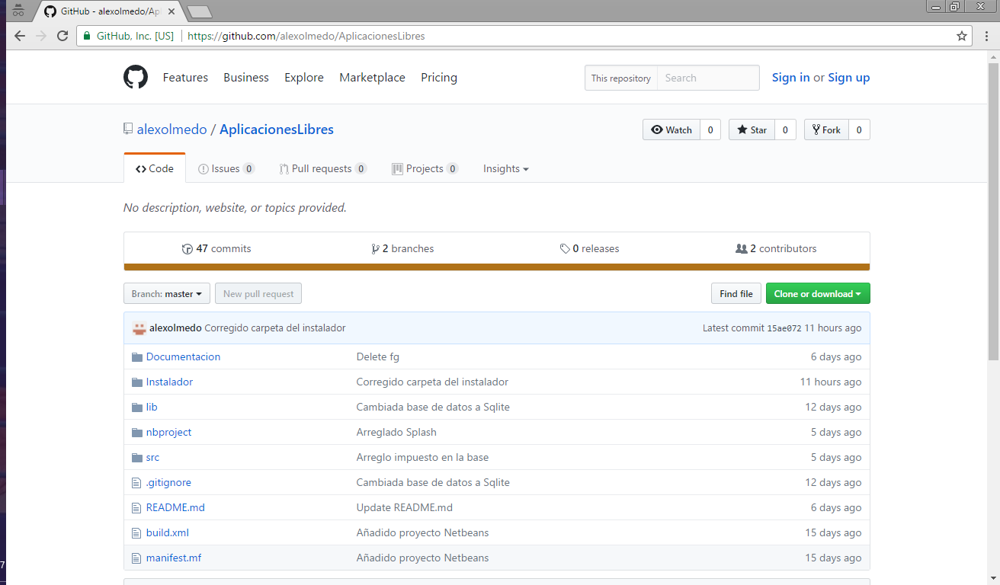 GitHub - alexolmedo/Apl
GitHub, Inc. [US] https://github.com/alexolmedo/AplicacionesLibres
Features Business Explore Marketplace Pricing This repository Search Sign in or Sign up
alexolmedo / AplicacionesLibres Watch 0 Star 0 Fork 0
Code Issues 0 Pull requests 0 Projects 0 Insights
No description, website, or topics provided.
47 commits 2 branches 0 releases 2 contributors
Branch: master New pull request Find file Clone or download
alexolmedo Corregido carpeta del instalador Latest commit 15ae072 11 hours ago
Documentacion Delete fg 6 days ago
Instalador Corregido carpeta del instalador 11 hours ago
lib Cambiada base de datos a Sqlite 12 days ago
nbproject Arreglado Splash 5 days ago
src Arreglo impuesto en la base 5 days ago
.gitignore Cambiada base de datos a Sqlite 12 days ago
README.md Update README.md 6 days ago
build.xml Añadido proyecto Netbeans 15 days ago
manifest.mf Añadido proyecto Netbeans 15 days ago
7